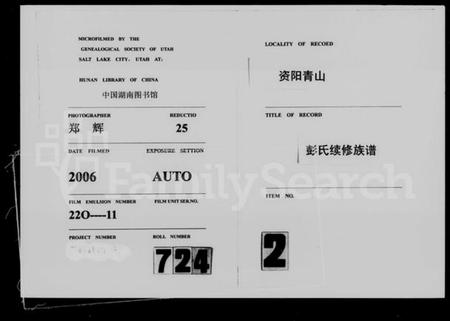 MICROFILMED BY THE
GENEALOGICAL SOCIETY OF UTAH
SALT LAKE CITY, UTAH AT:
HUNAN LIBRARY OF CHINA
中国湖南图书馆
PHOTOGRAPHER REDUCTIO
郑 辉 25
DATE FILMED EXPOSURE SETTION
2006 AUTO
FILM EMULSION NUMBER FILM UNIT SER.NO.
22O----11
PROJECT NUMBER ROLL NUMBER
724
LOCALITY OF RECOED
资阳青山
TITLE OF RECORD
彭氏续修族谱
ITEM NO.
2
FamilySearch